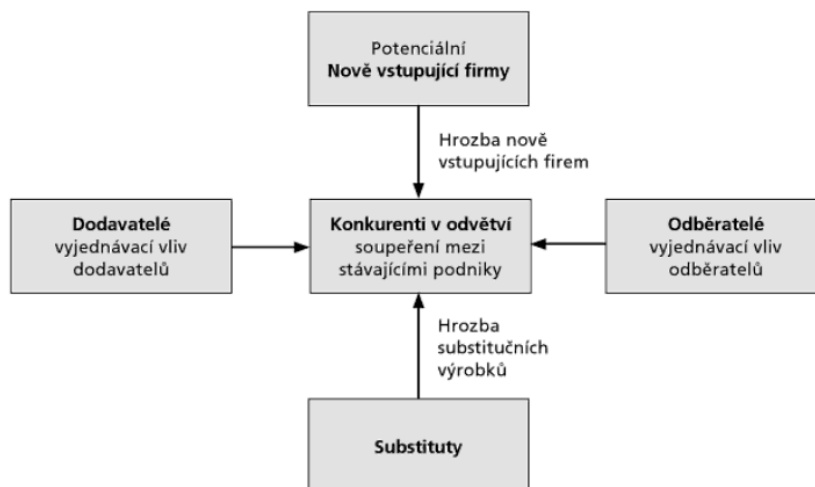 Potenciální
Nově vstupující firmy
Hrozba nově
vstupujících firem
Dodavatelé
vyjednávací vliv
dodavatelů
Konkurenti v odvětví
soupeření mezi
stávajícími podniky
Odběratelé
vyjednávací vliv
odběratelů
Hrozba
substitučních
výrobků
Substituty